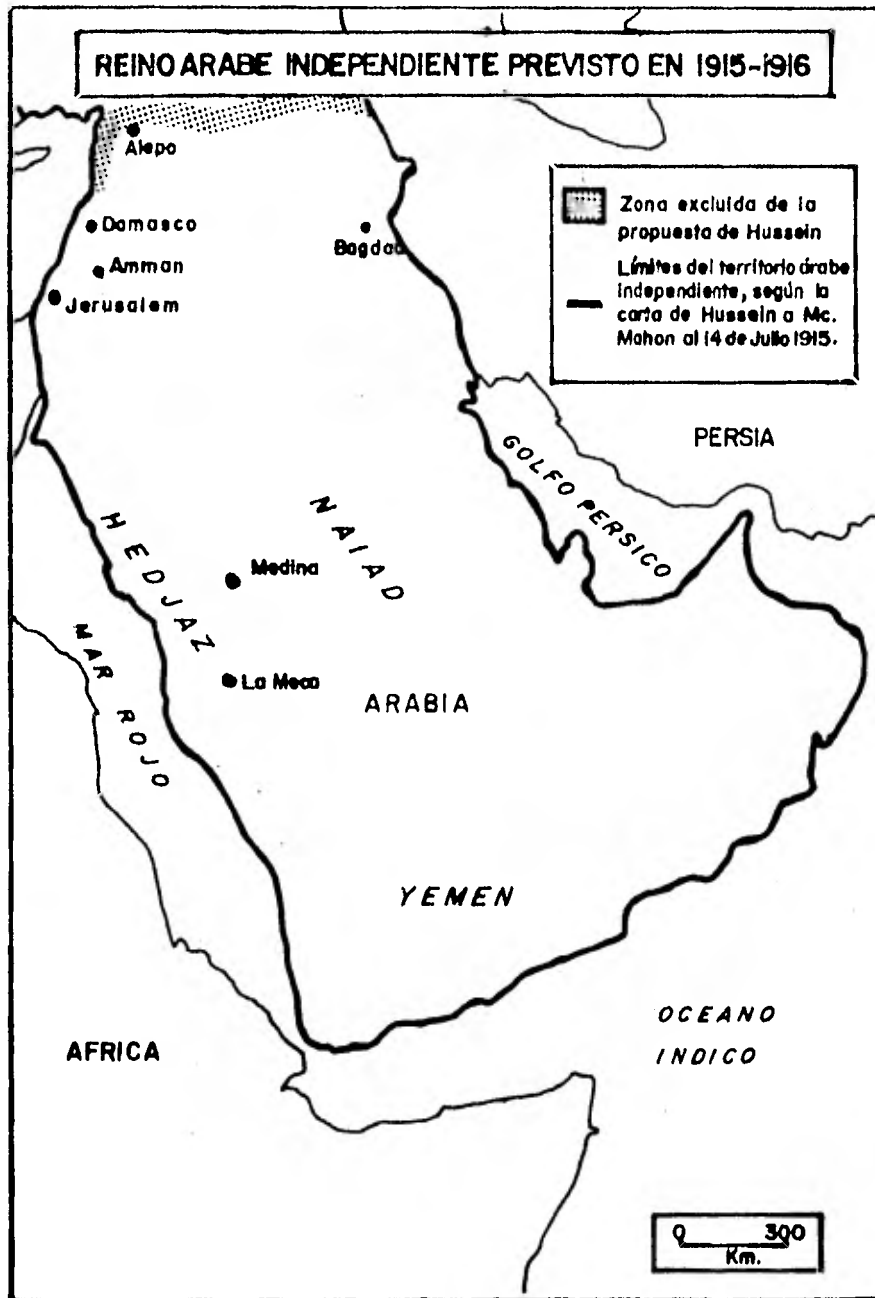 REINO ARABE INDEPENDIENTE PREVISTO EN 1915-1916
Alepo
Zona excluida de la
propuesta de Hussein
Límites del territorio árabe
independiente, según la
carta de Hussein a Mc.
Mahon al 14 de Julio 1915.
Damasco
Bagdad
Amman
Jerusalem
PERSIA
GOLFO PERSICO
HEDJAZ
NAIAD
Medina
MAR ROJO
La Meca
ARABIA
YEMEN
OCEANO
INDICO
AFRICA
0 300
Km.